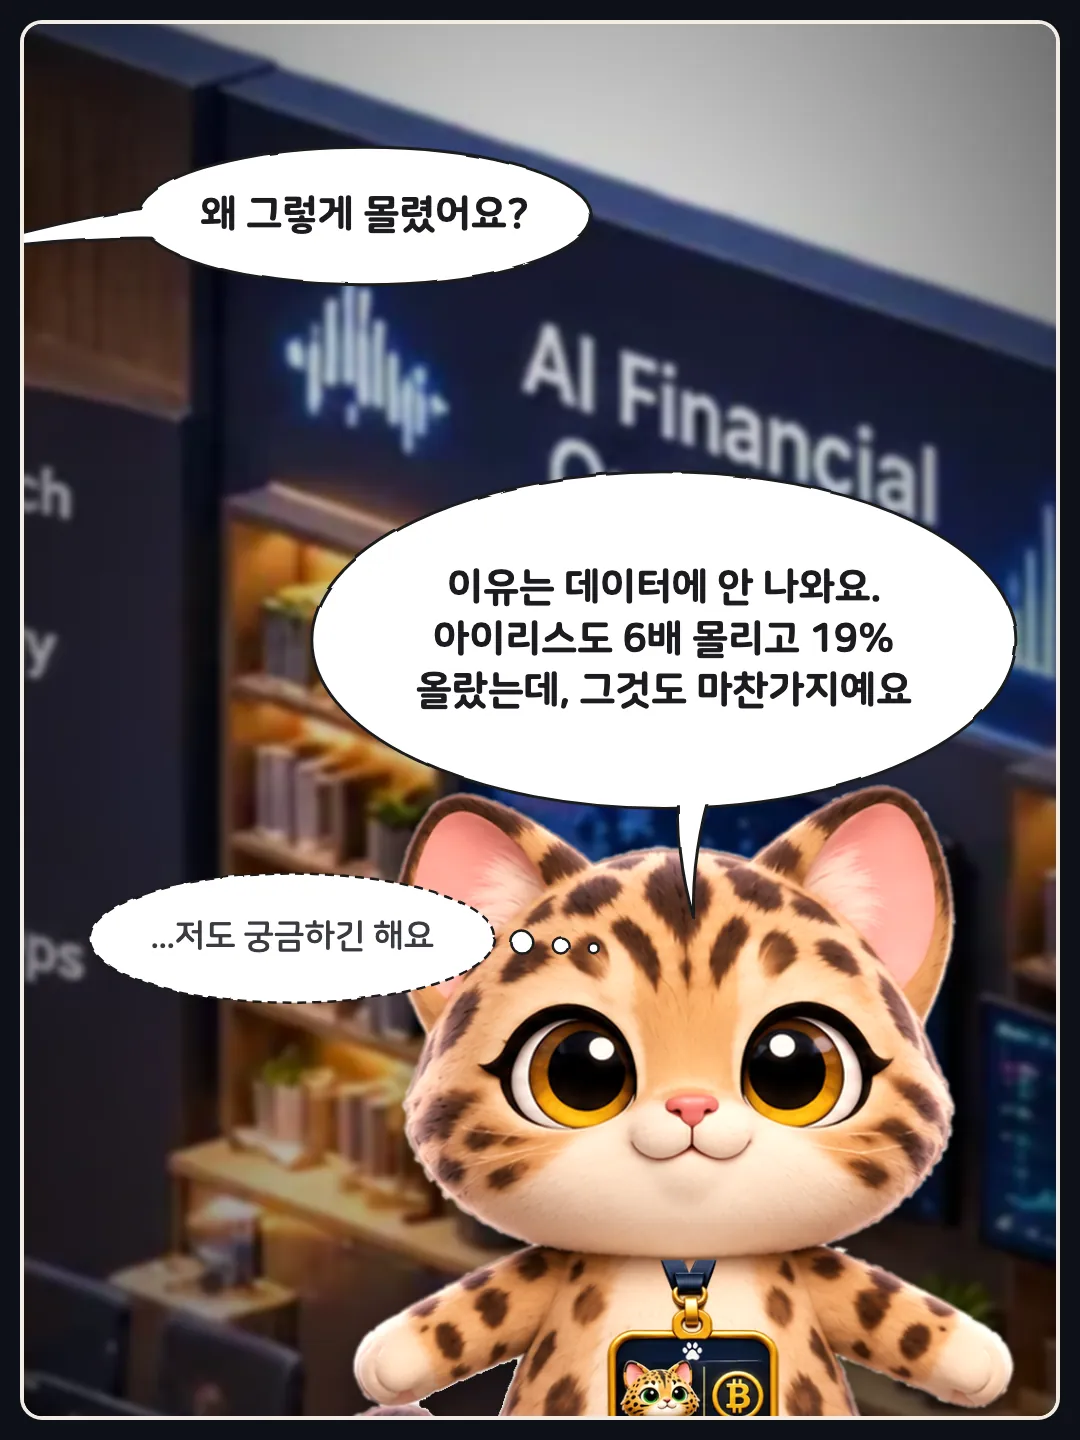 왜 그렇게 몰렸어요?
AI Financial
이유는 데이터에 안 나와요.
아이리스도 6배 몰리고 19%
올랐는데, 그것도 마찬가지예요
...저도 궁금하긴 해요